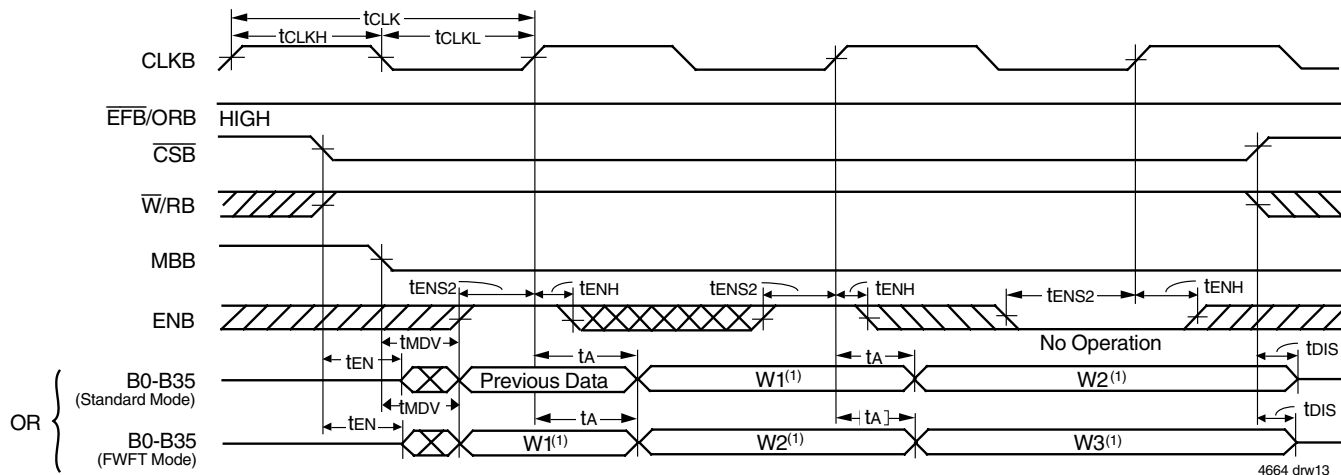 tCLK
tCLKH tCLKL
CLKB
EFB/ORB HIGH
CSB
W/RB
MBB
tENS2 tENH tENS2 tENH tENS2 tENH
ENB
No Operation
tMDV
tEN tA tA tDIS
B0-B35 (Standard Mode) Previous Data W1(1) W2(1)
OR
tMDV
tEN tA tA tDIS
B0-B35 (FWFT Mode) W1(1) W2(1) W3(1)
4664 drw13